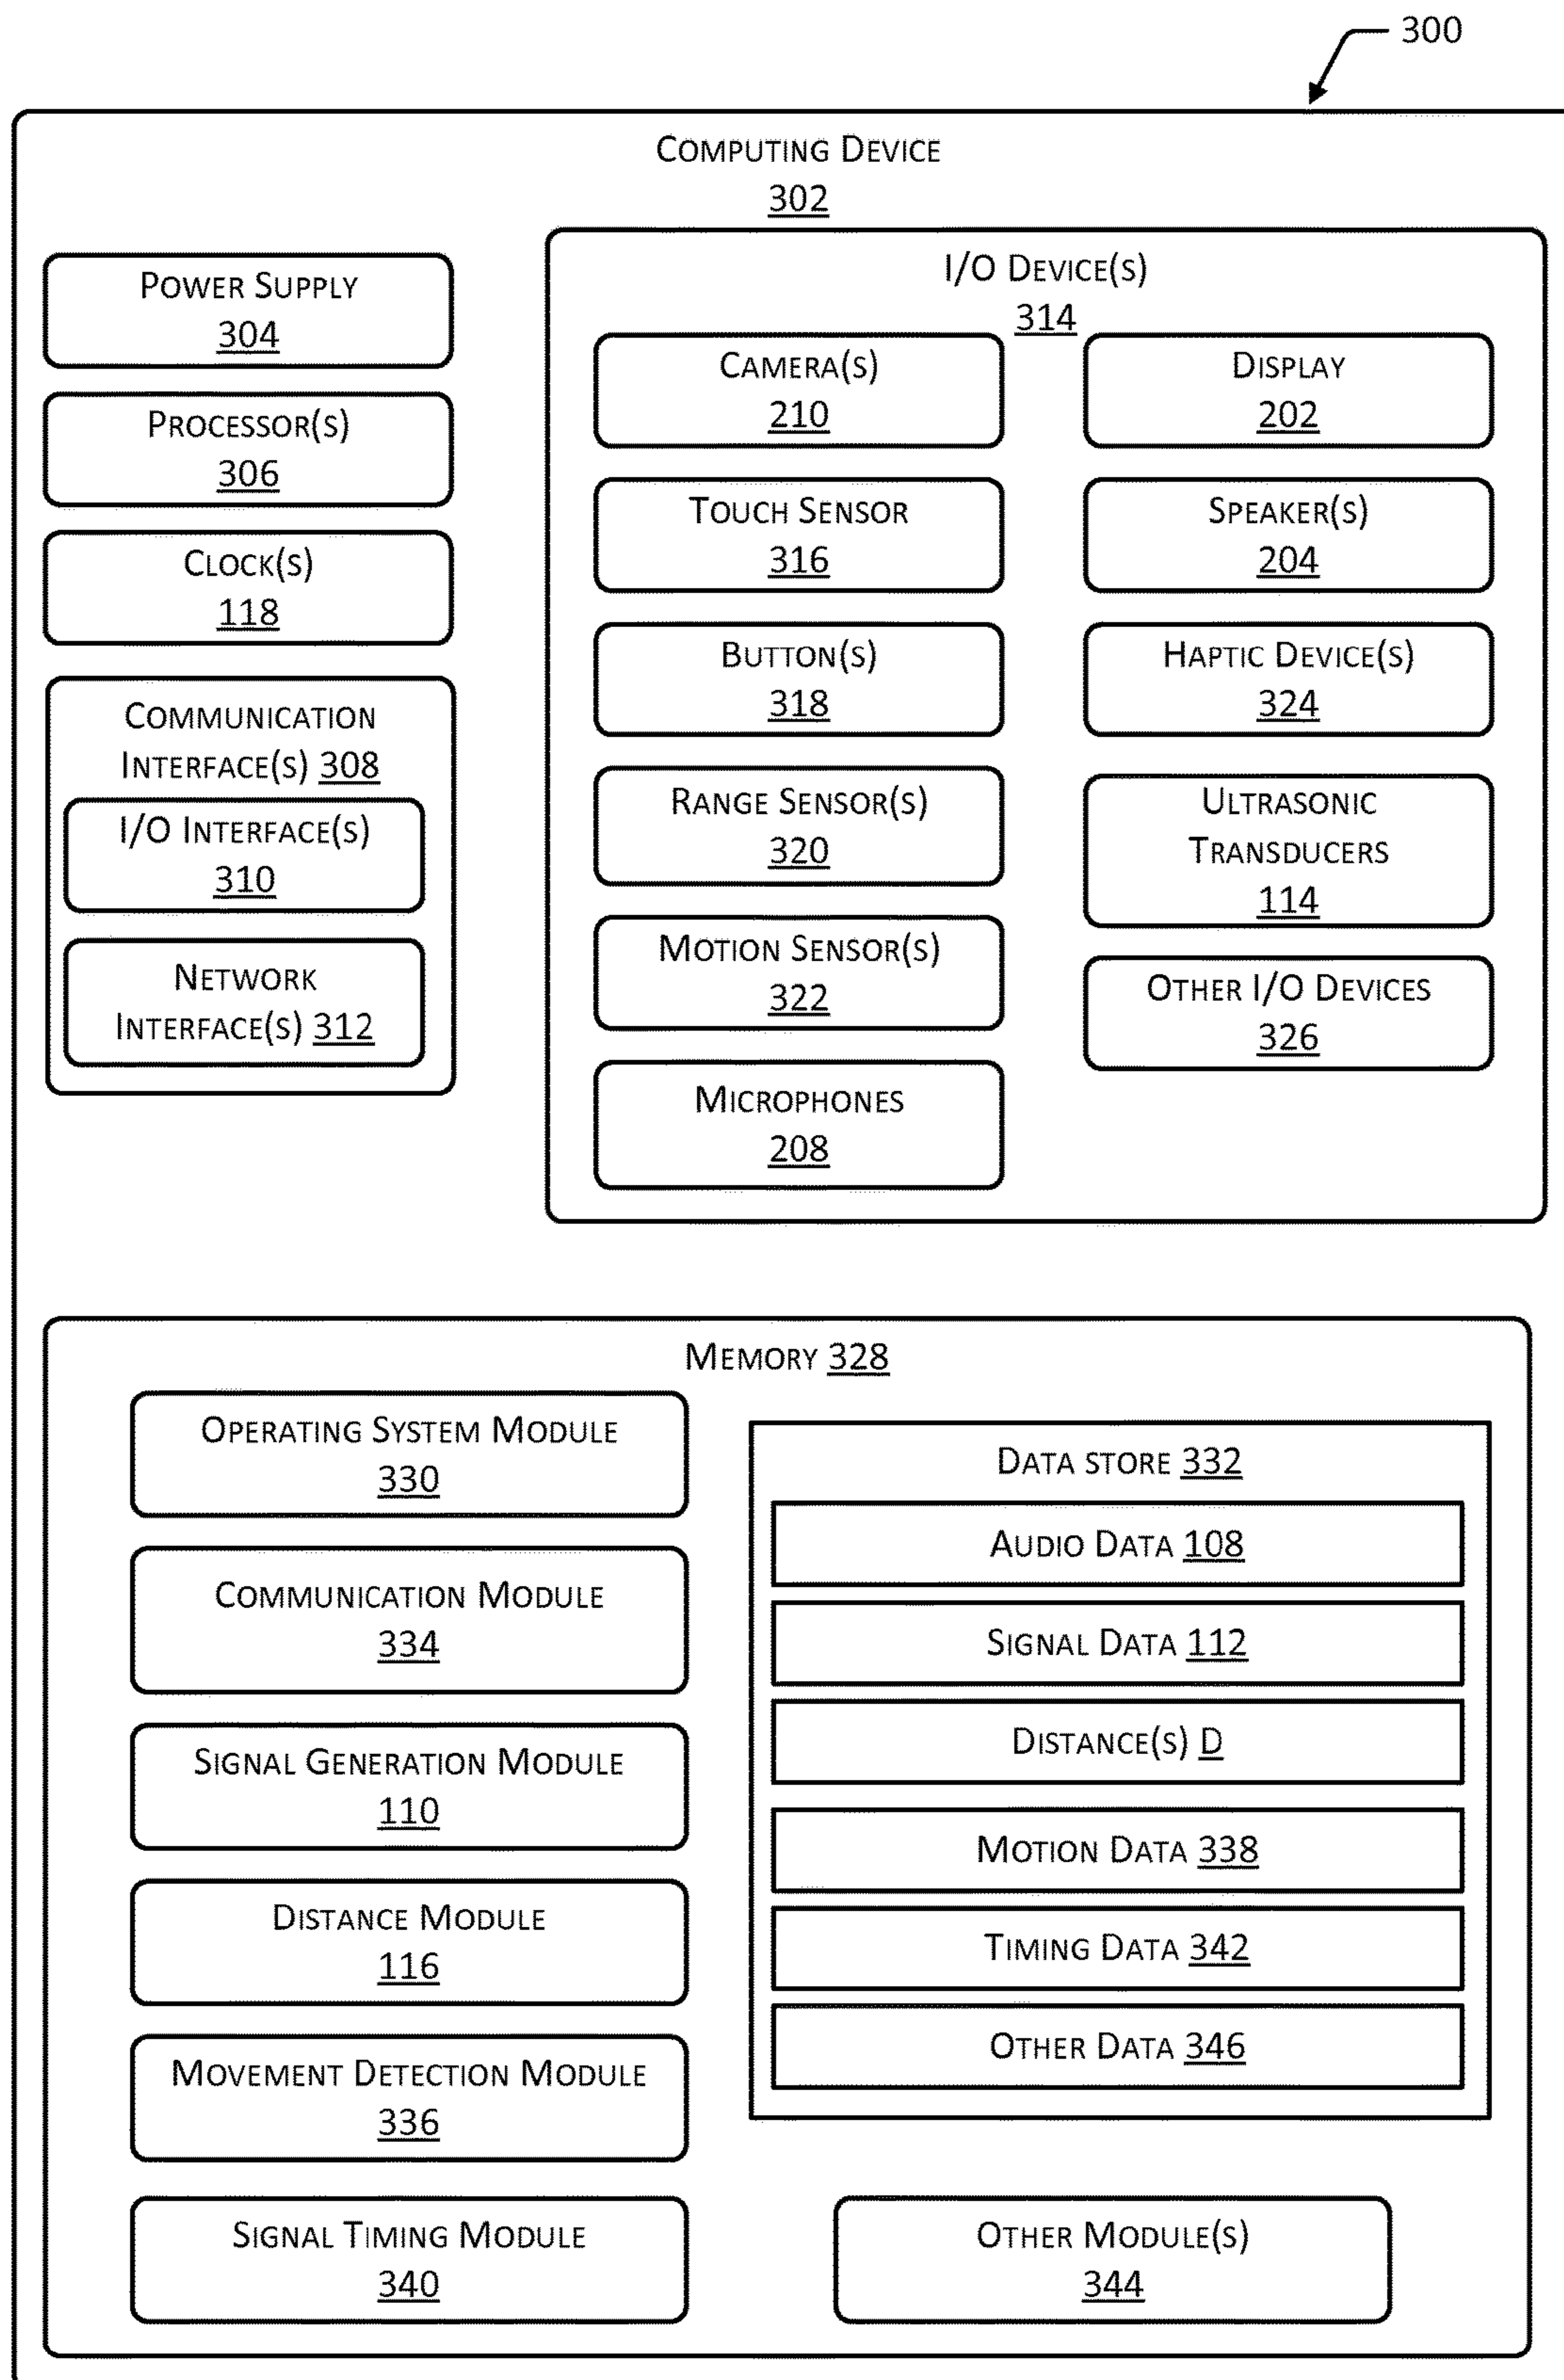 300
COMPUTING DEVICE
302
POWER SUPPLY
304
PROCESSOR(S)
306
CLOCK(S)
118
COMMUNICATION
INTERFACE(S) 308
I/O INTERFACE(S)
310
NETWORK
INTERFACE(S) 312
I/O DEVICE(S)
314
CAMERA(S)
210
TOUCH SENSOR
316
BUTTON(S)
318
RANGE SENSOR(S)
320
MOTION SENSOR(S)
322
MICROPHONES
208
DISPLAY
202
SPEAKER(S)
204
HAPTIC DEVICE(S)
324
ULTRASONIC
TRANSDUCERS
114
OTHER I/O DEVICES
326
MEMORY 328
OPERATING SYSTEM MODULE
330
COMMUNICATION MODULE
334
SIGNAL GENERATION MODULE
110
DISTANCE MODULE
116
MOVEMENT DETECTION MODULE
336
SIGNAL TIMING MODULE
340
DATA STORE 332
AUDIO DATA 108
SIGNAL DATA 112
DISTANCE(S) D
MOTION DATA 338
TIMING DATA 342
OTHER DATA 346
OTHER MODULE(S)
344